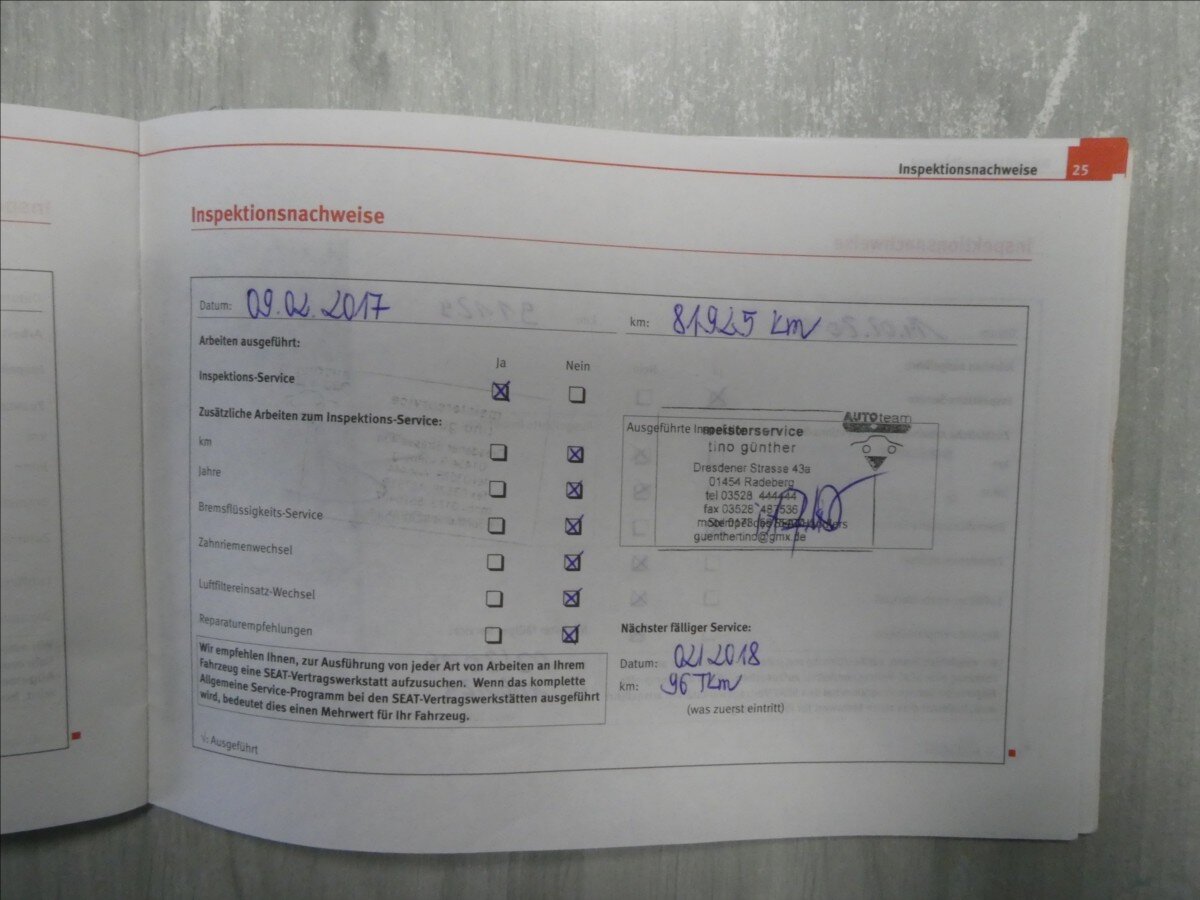 Inspektionsnachweise 25
Inspektionsnachweise
Datum: 09.02.2017 km: 81925 km
Arbeiten ausgeführt:
Ja Nein
Inspektions-Service
Zusätzliche Arbeiten zum Inspektions-Service:
km
Jahre
Bremsflüssigkeits-Service
Zahnriemenwechsel
Luftfiltereinsatz-Wechsel
Reparaturempfehlungen
Wir empfehlen Ihnen, zur Ausführung von jeder Art von Arbeiten an Ihrem
Fahrzeug eine SEAT-Vertragswerkstatt aufzusuchen. Wenn das komplette
Allgemeine Service-Programm bei den SEAT-Vertragswerkstätten ausgeführt
wird, bedeutet dies einen Mehrwert für Ihr Fahrzeug.
√: Ausgeführt
AUTOteam
Ausgeführte
meisterservice
tino günther
Dresdener Strasse 43a
01454 Radeberg
tel 03528 444444
fax 03528 487536
guenthertino@gmx.de
Nächster fälliger Service:
Datum: 02/2018
km: 96 TKm
(was zuerst eintritt)